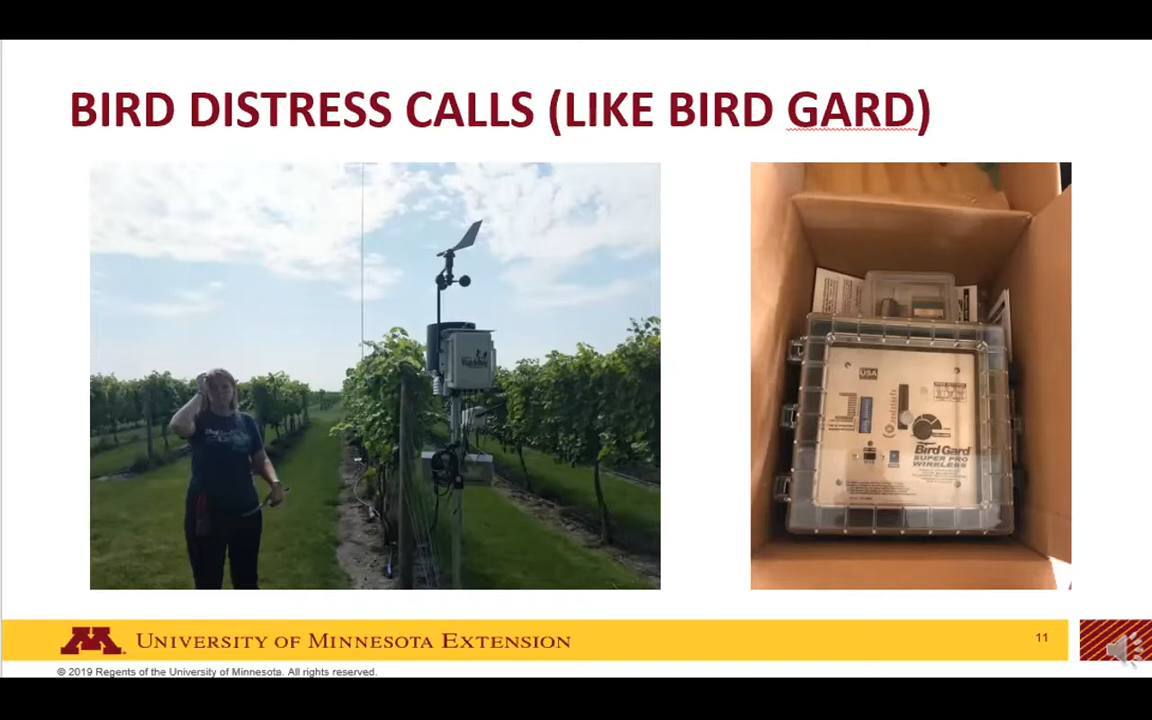 BIRD DISTRESS CALLS (LIKE BIRD GARD)
USA
Bird Gard
SUPER PRO
WIRELESS
UNIVERSITY OF MINNESOTA EXTENSION
11
© 2019 Regents of the University of Minnesota. All rights reserved.